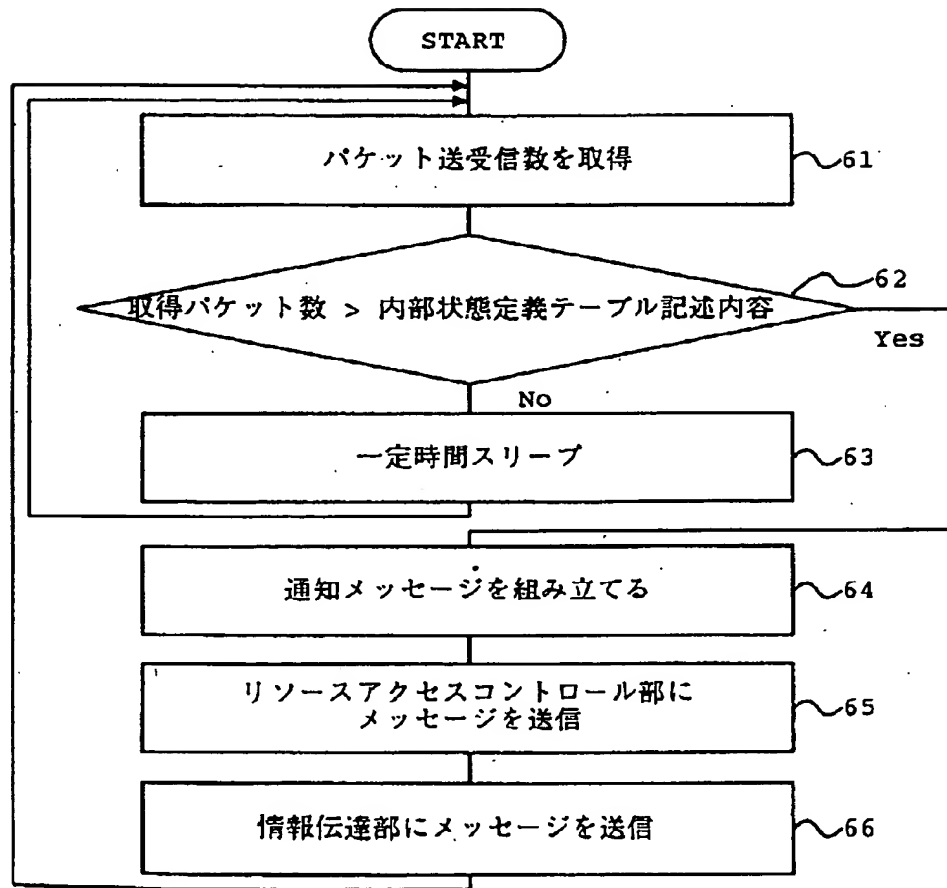 START
パケット送受信数を取得
61
取得パケット数 > 内部状態定義テーブル記述内容
62
Yes
No
一定時間スリープ
63
通知メッセージを組み立てる
64
リソースアクセスコントロール部に
メッセージを送信
65
情報伝達部にメッセージを送信
66